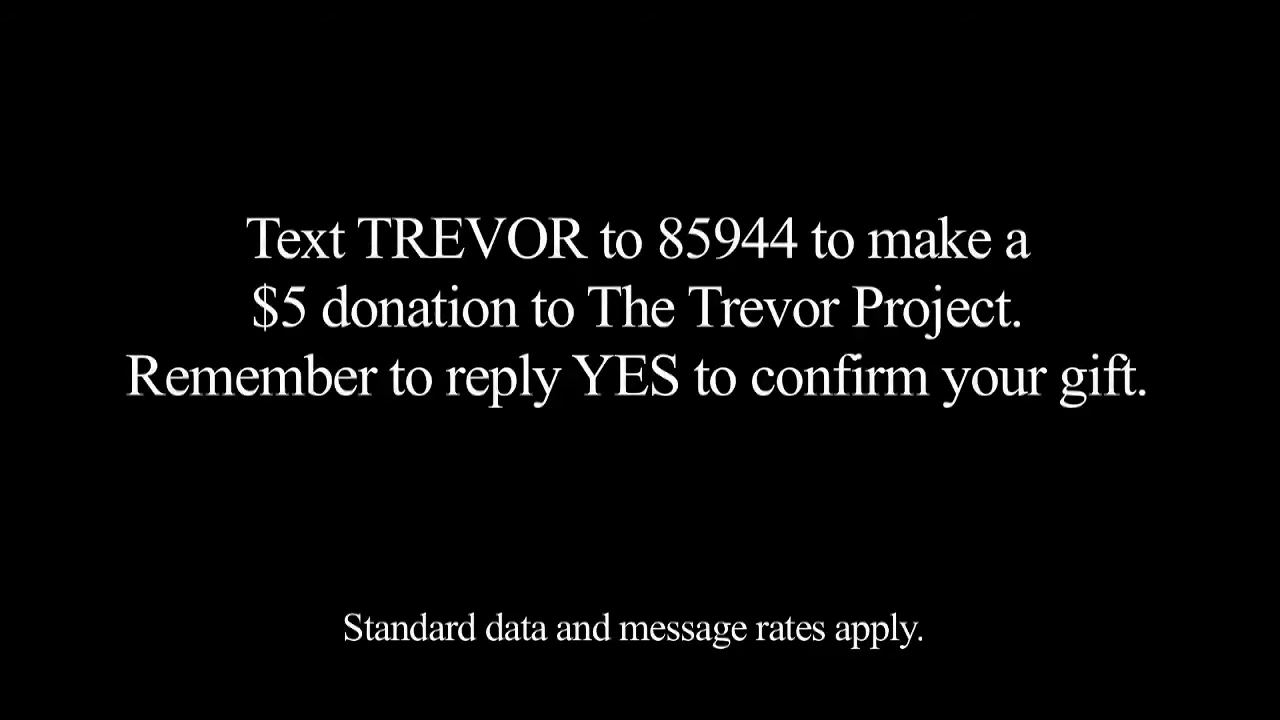 Text TREVOR to 85944 to make a
$5 donation to The Trevor Project.
Remember to reply YES to confirm your gift.
Standard data and message rates apply.